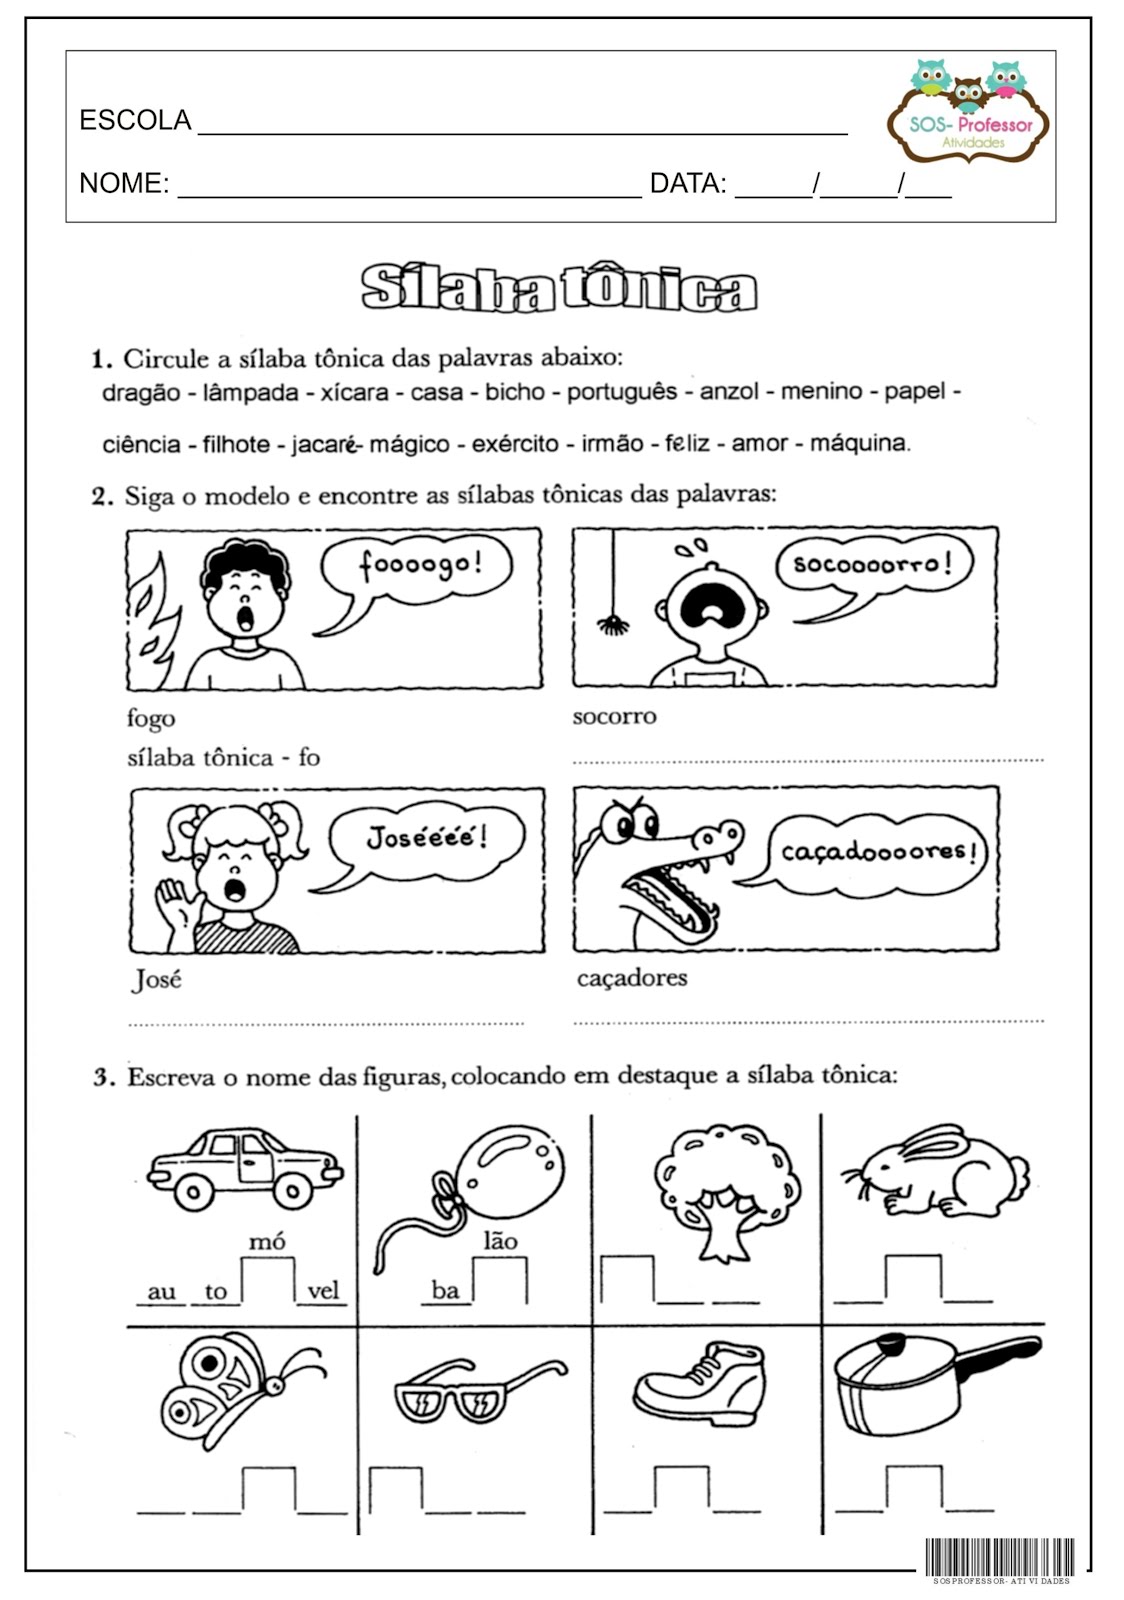 ESCOLA
SOS- Professor
Atividades
NOME: DATA: / /
Sílaba tônica
1. Circule a sílaba tônica das palavras abaixo:
dragão - lâmpada - xícara - casa - bicho - português - anzol - menino - papel -
ciência - filhote - jacaré- mágico - exército - irmão - feliz - amor - máquina.
2. Siga o modelo e encontre as sílabas tônicas das palavras:
foooogo!
socoooorro!
fogo
socorro
sílaba tônica - fo
Joséééé!
caçadoooores!
José
caçadores
3. Escreva o nome das figuras, colocando em destaque a sílaba tônica:
mó
lão
au to vel
ba
SOSPROFESSOR-ATIVIDADES